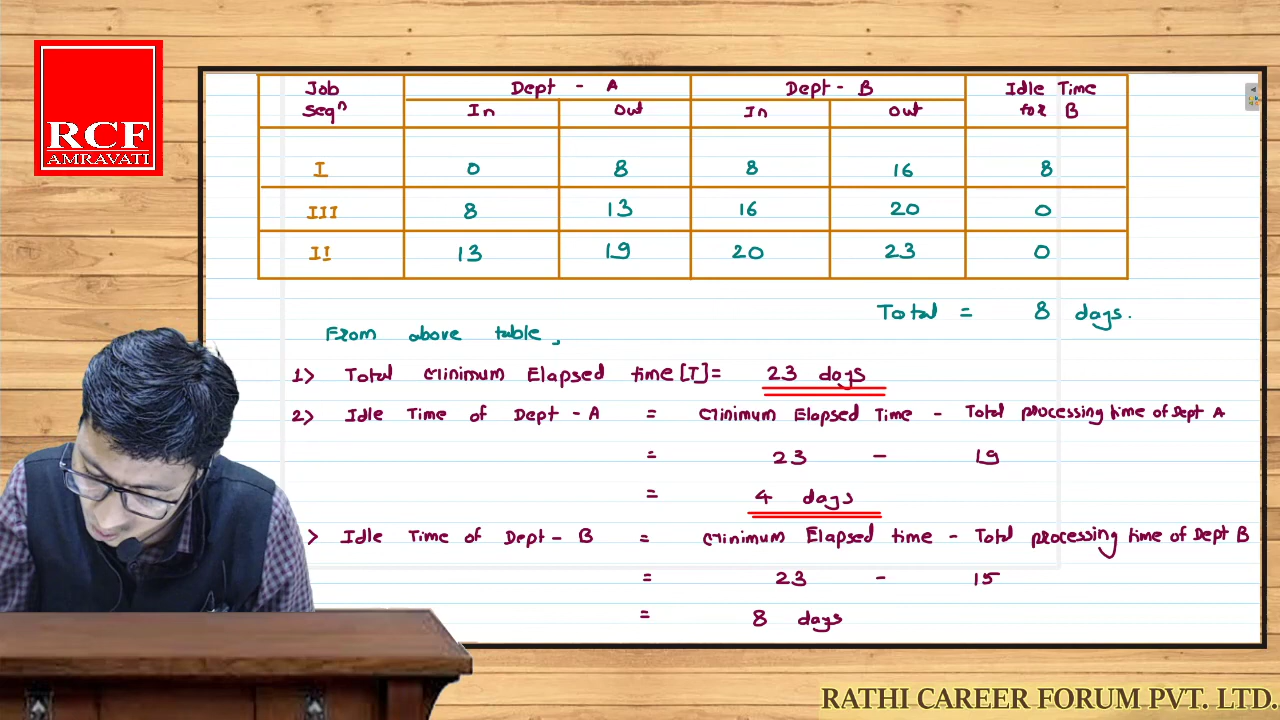 RCF
AMRAVATI
Job Seqⁿ Dept - A Dept - B Idle Time for B
In Out In Out
I 0 8 8 16 8
III 8 13 16 20 0
II 13 19 20 23 0
Total = 8 days.
From above table,
1> Total Minimum Elapsed time [T] = 23 days
2> Idle Time of Dept - A = Minimum Elapsed Time - Total processing time of Dept A
= 23 - 19
= 4 days
> Idle Time of Dept - B = Minimum Elapsed time - Total processing time of Dept B
= 23 - 15
= 8 days
RATHI CAREER FORUM PVT. LTD.